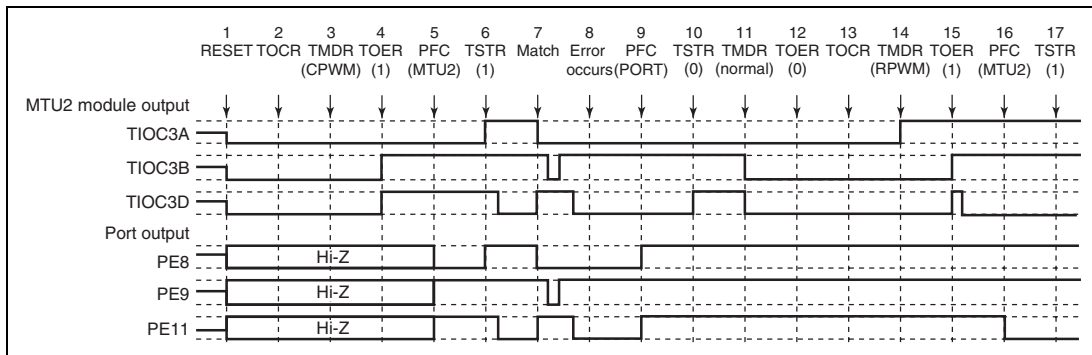 1 2 3 4 5 6 7 8 9 10 11 12 13 14 15 16 17
RESET TOCR TMDR TOER PFC TSTR Match Error PFC TSTR TMDR TOER TOCR TMDR TOER PFC TSTR
(CPWM) (1) (MTU2) (1) occurs (PORT) (0) (normal) (0) (RPWM) (1) (MTU2) (1)
MTU2 module output
TIOC3A
TIOC3B
TIOC3D
Port output
PE8 Hi-Z
PE9 Hi-Z
PE11 Hi-Z